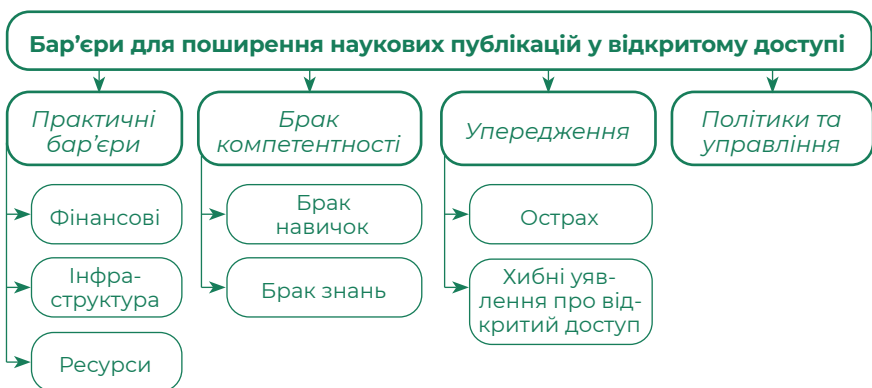 Бар’єри для поширення наукових публікацій у відкритому доступі
Практичні
бар’єри
Брак
компетентності
Упередження
Політики та
управління
Фінансові
Брак
навичок
Острах
Інфра-
структура
Брак знань
Хибні уяв-
лення про від-
критий доступ
Ресурси